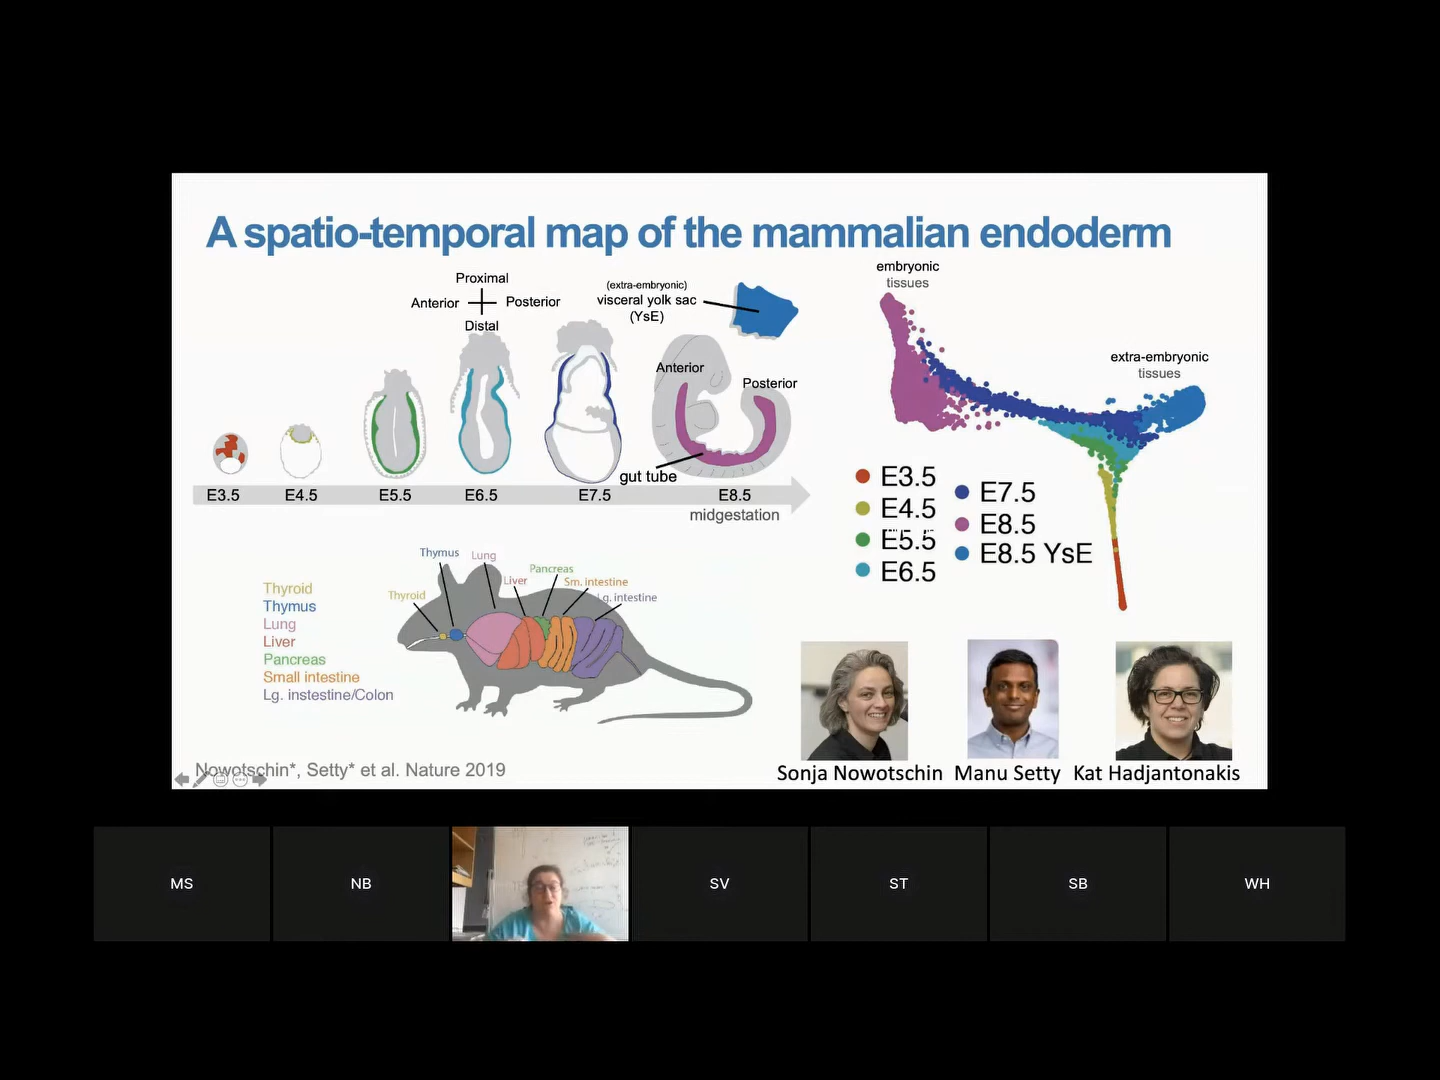 A spatio-temporal map of the mammalian endoderm
Proximal
Anterior
Posterior
Distal
(extra-embryonic)
visceral yolk sac
(YsE)
Anterior
Posterior
gut tube
E3.5
E4.5
E5.5
E6.5
E7.5
E8.5
midgestation
embryonic
tissues
extra-embryonic
tissues
E3.5
E4.5
E5.5
E6.5
E7.5
E8.5
E8.5 YsE
Thyroid
Thymus
Lung
Liver
Pancreas
Small intestine
Lg. instestine/Colon
Thyroid
Thymus
Lung
Liver
Pancreas
Sm. intestine
Lg. intestine
Sonja Nowotschin
Manu Setty
Kat Hadjantonakis
Nowotschin*, Setty* et al. Nature 2019
MS
NB
SV
ST
SB
WH